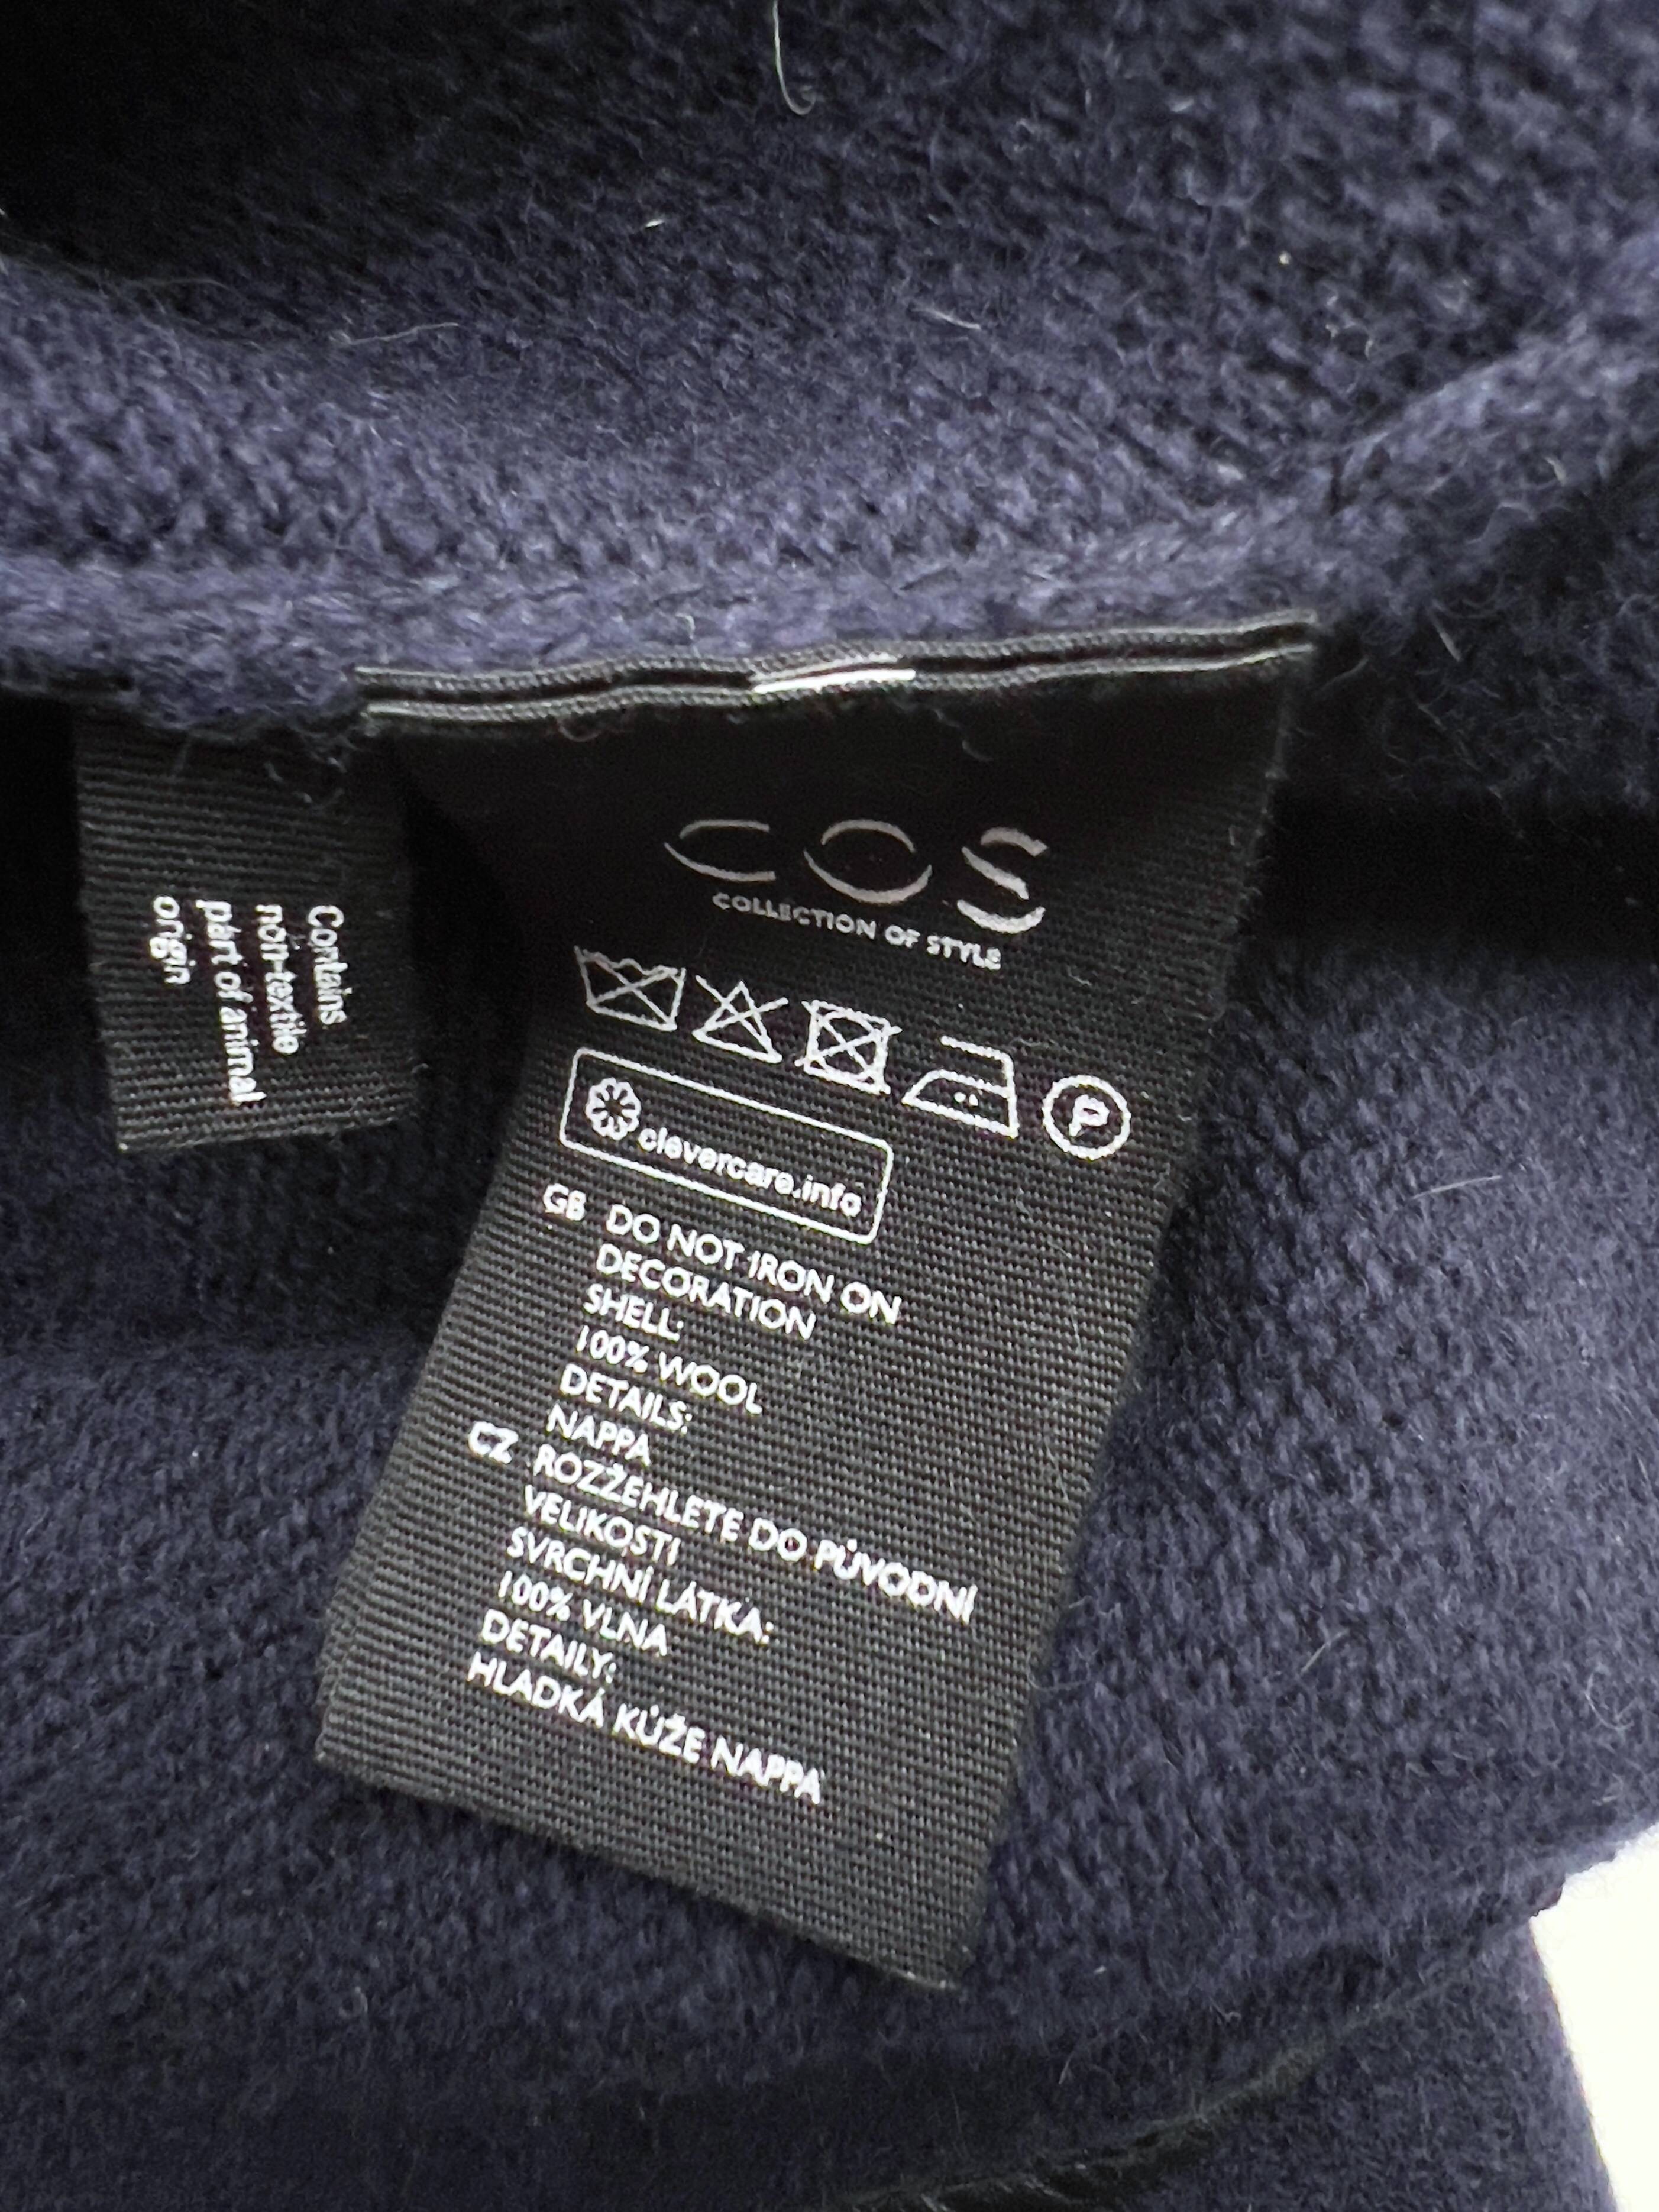 Contains
non-textile
part of animal
origin
COS
COLLECTION OF STYLE
P
clevercare.info
GB DO NOT IRON ON
DECORATION
SHELL:
100% WOOL
DETAILS:
NAPPA
CZ ROZŽEHLETE DO PŮVODNÍ
VELIKOSTI
SVRCHNÍ LÁTKA:
100% VLNA
DETAILY:
HLADKÁ KŮŽE NAPPA